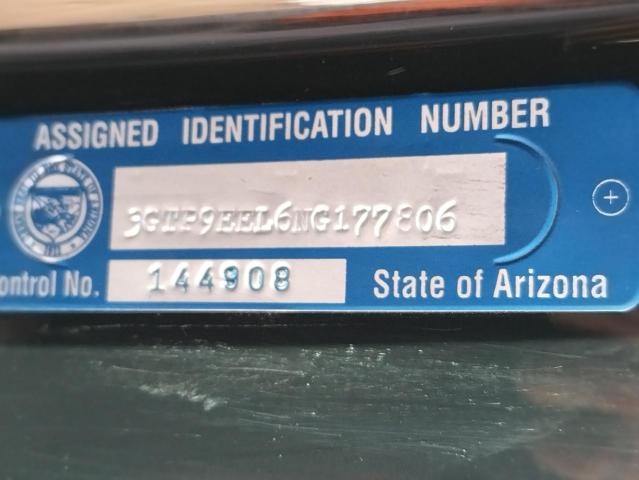 ASSIGNED IDENTIFICATION NUMBER
3GTP9EEL6NG177806
ontrol No. 144908 State of Arizona